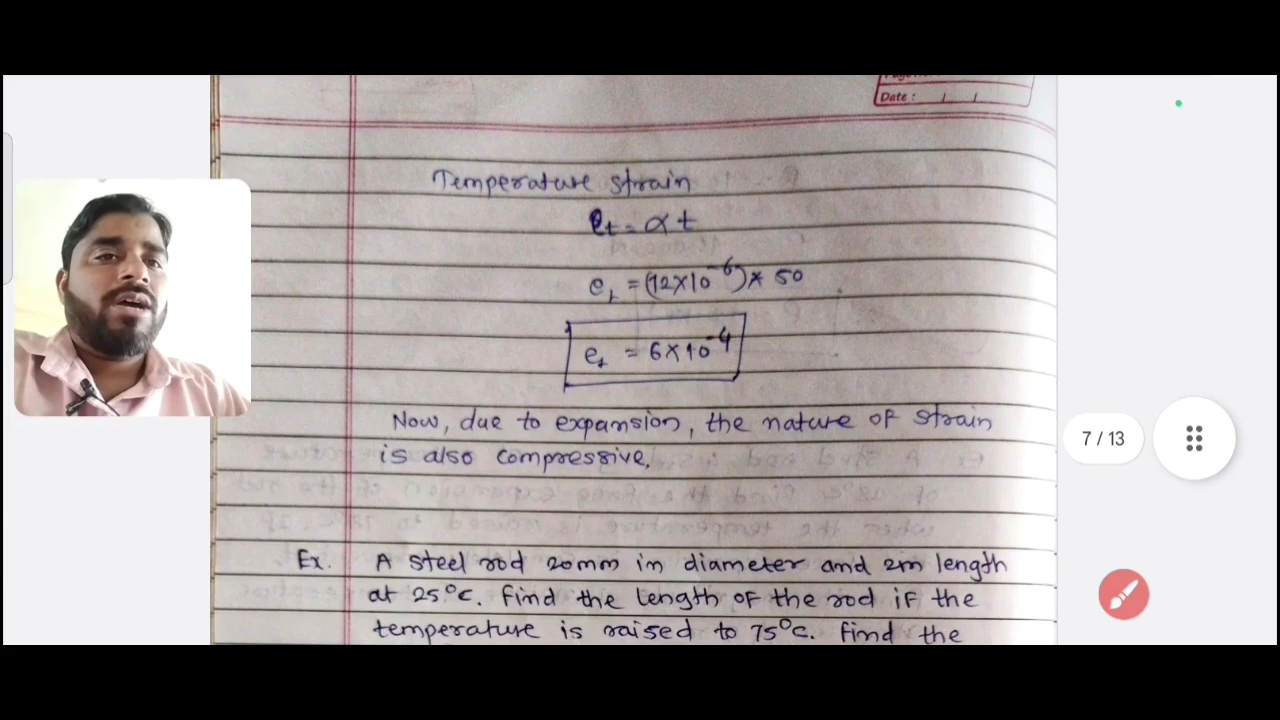 Date :
Temperature strain
et = αt
et = (12×10⁻⁶) * 50
et = 6×10⁻⁴
Now, due to expansion, the nature of strain
is also compressive.
Ex. A steel rod 20mm in diameter and 2m length
at 25°c. Find the length of the rod if the
temperature is raised to 75°c. Find the
7 / 13